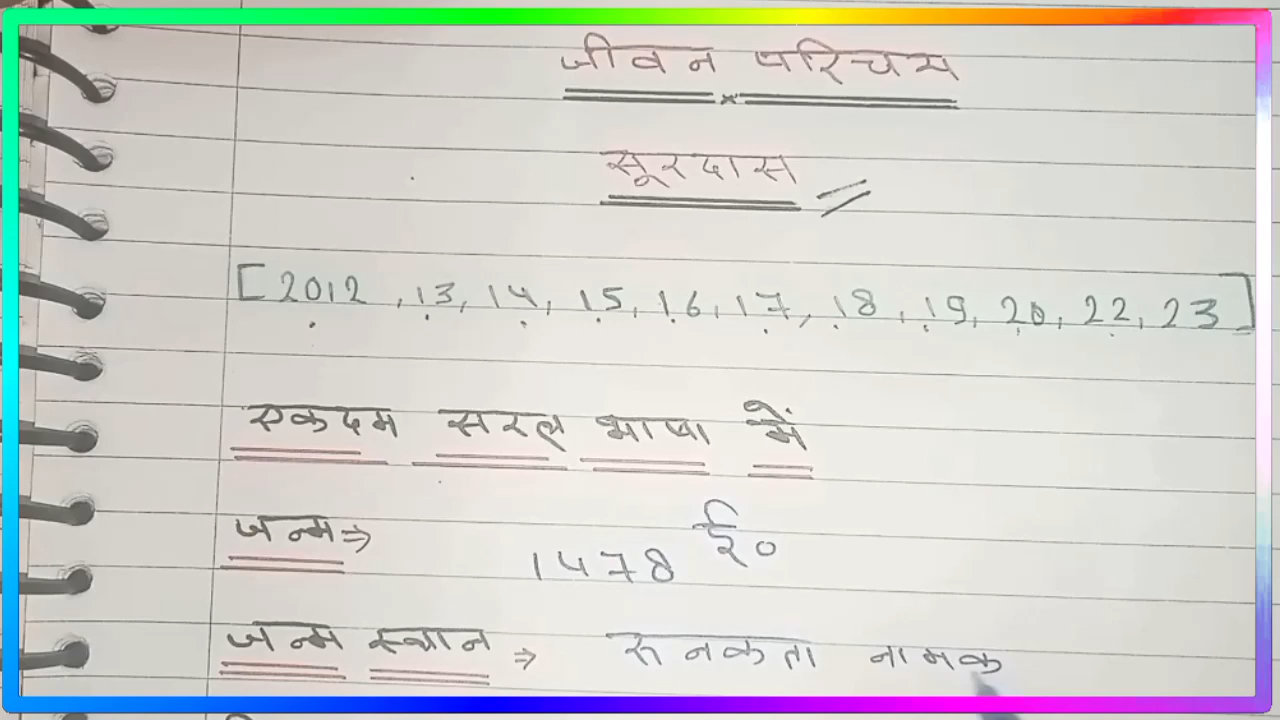 जीवन परिचय
सूरदास
[2012, 13, 14, 15, 16, 17, 18, 19, 20, 22, 23]
एकदम सरल भाषा में
जन्म ⇒ 1478 ई०
जन्म स्थान ⇒ रुनकता नामक